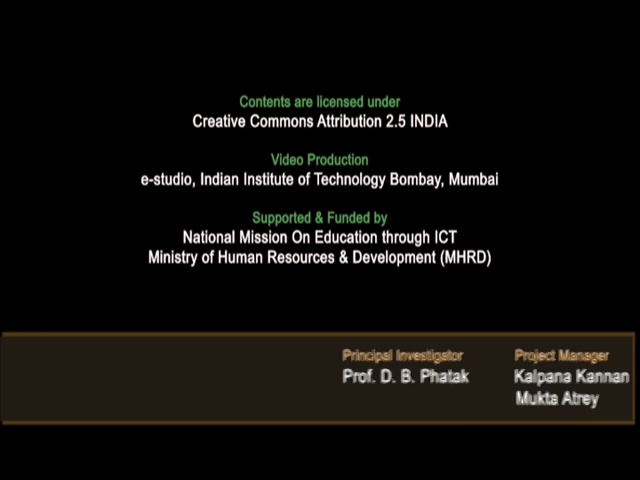 Contents are licensed under
Creative Commons Attribution 2.5 INDIA
Video Production
e-studio, Indian Institute of Technology Bombay, Mumbai
Supported & Funded by
National Mission On Education through ICT
Ministry of Human Resources & Development (MHRD)
Principal Investigator
Prof. D. B. Phatak
Project Manager
Kalpana Kannan
Mukta Atrey